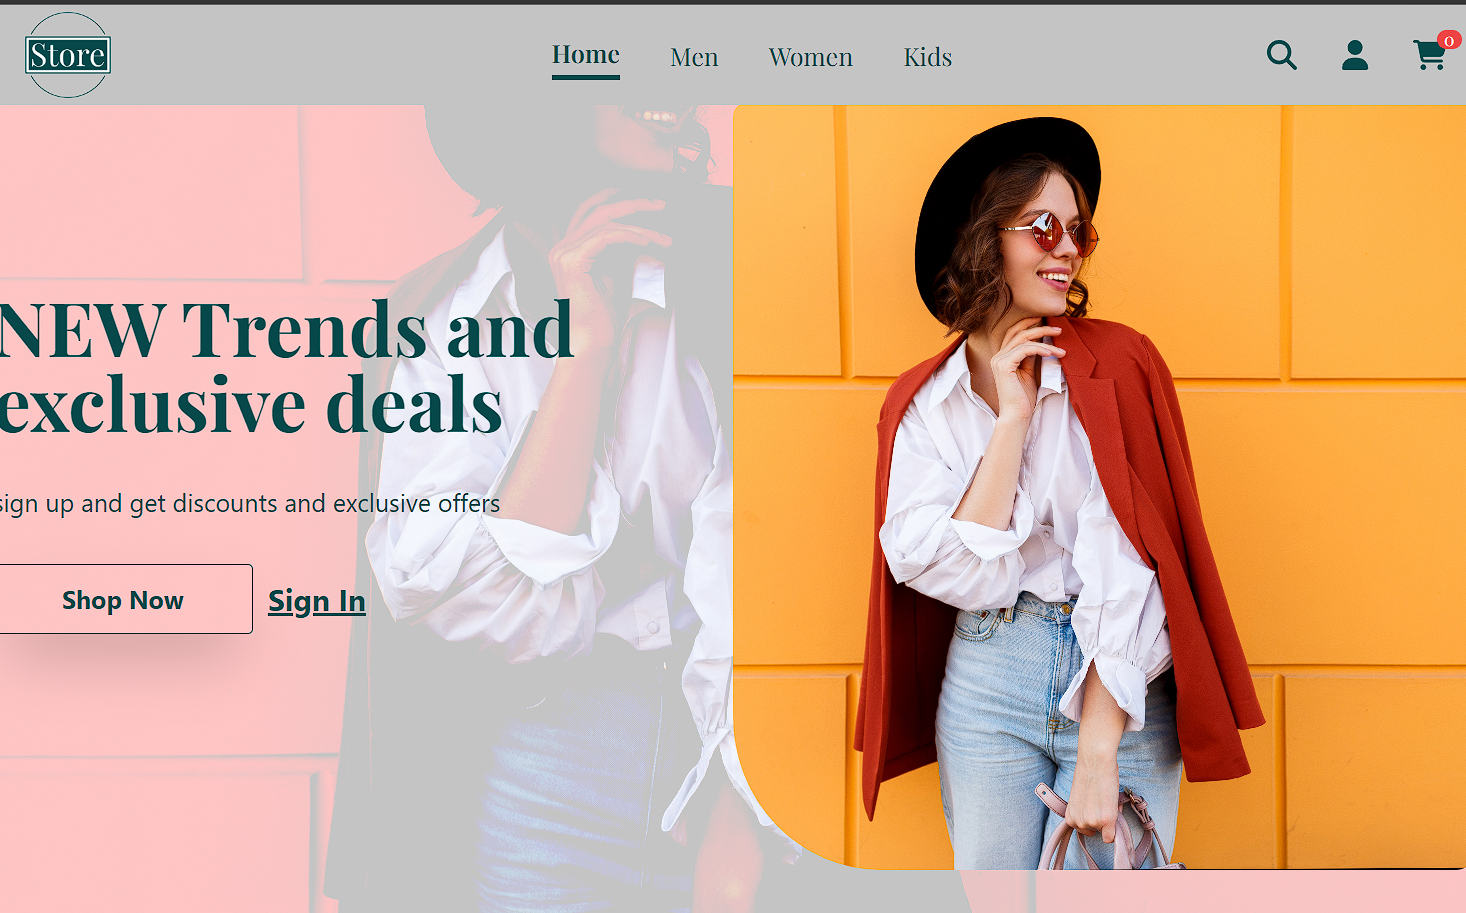 Store
Home
Men
Women
Kids
0
NEW Trends and
exclusive deals
sign up and get discounts and exclusive offers
Shop Now
Sign In